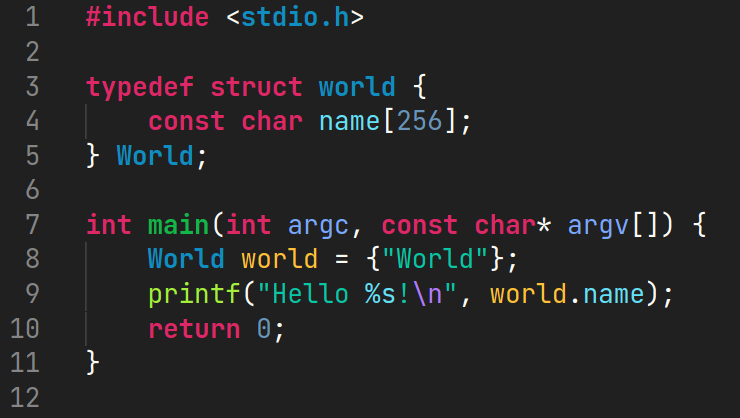 1 #include <stdio.h>
2
3 typedef struct world {
4     const char name[256];
5 } World;
6
7 int main(int argc, const char* argv[]) {
8     World world = {"World"};
9     printf("Hello %s!\n", world.name);
10     return 0;
11 }
12